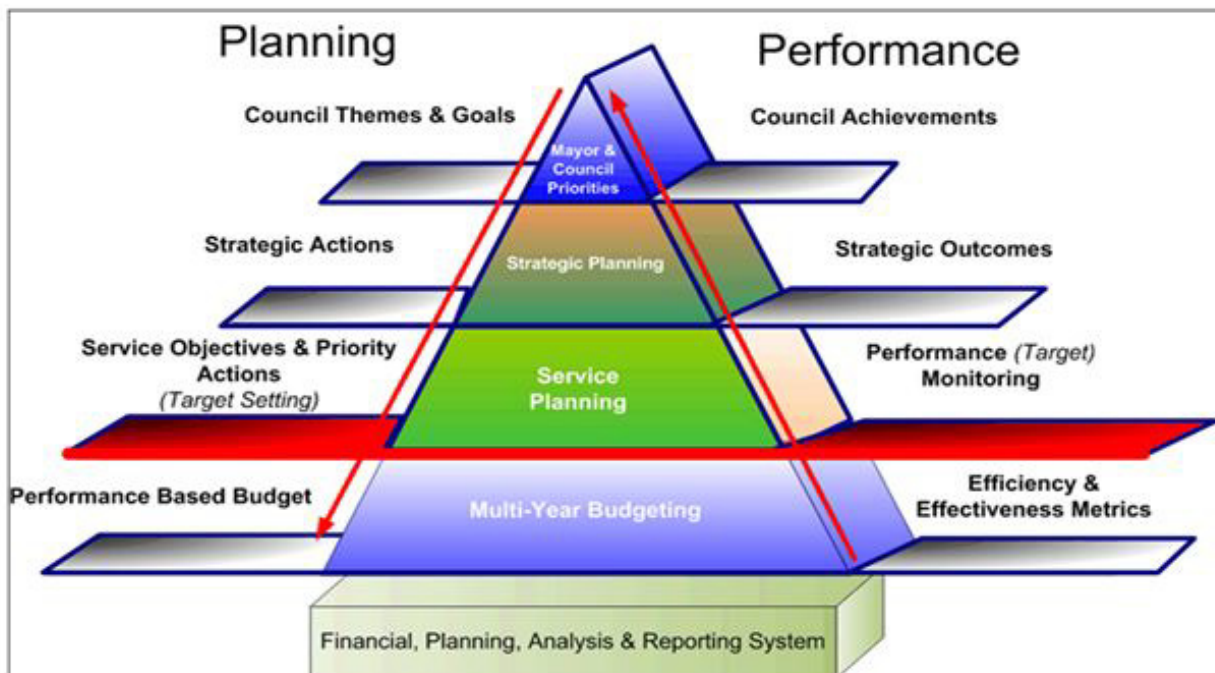 Planning
Performance
Council Themes & Goals
Mayor &
Council
Priorities
Council Achievements
Strategic Actions
Strategic Planning
Strategic Outcomes
Service Objectives & Priority
Actions
(Target Setting)
Service
Planning
Performance (Target)
Monitoring
Performance Based Budget
Multi-Year Budgeting
Efficiency &
Effectiveness Metrics
Financial, Planning, Analysis & Reporting System